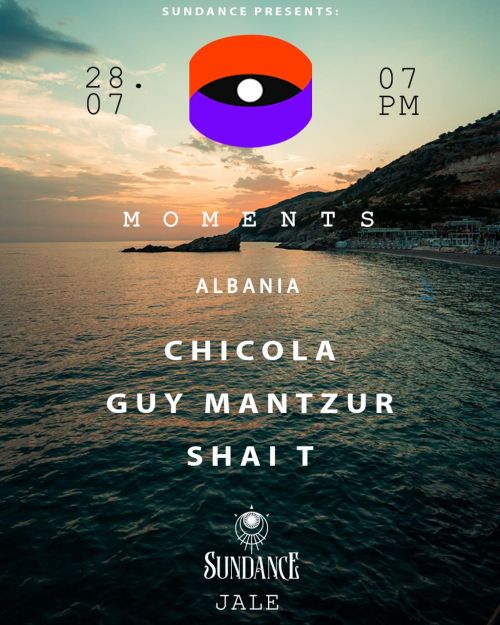 SUNDANCE PRESENTS:
28.
07
07
PM
MOMENTS
ALBANIA
CHICOLA
GUY MANTZUR
SHAI T
SUNDANCE
JALE